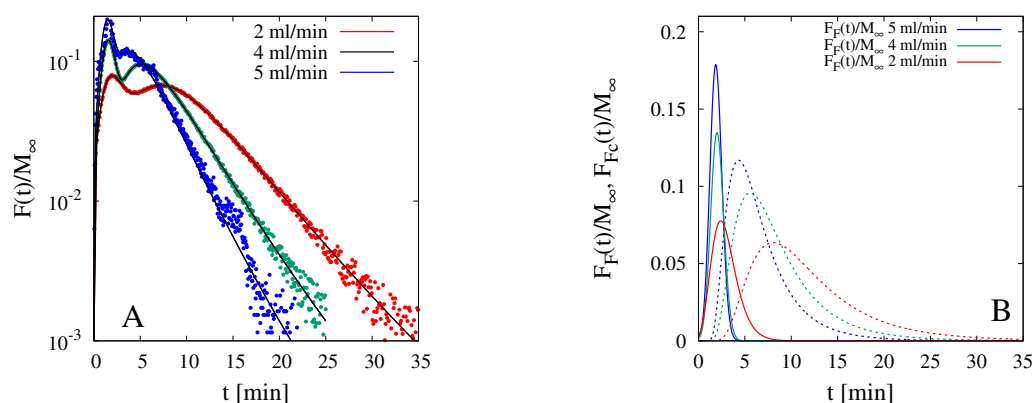 2 ml/min
4 ml/min
5 ml/min
10⁻¹
10⁻²
10⁻³
F(t)/M∞
A
0 5 10 15 20 25 30 35
t [min]
F_F(t)/M∞ 5 ml/min
F_F(t)/M∞ 4 ml/min
F_F(t)/M∞ 2 ml/min
0.2
0.15
0.1
0.05
0
F_F(t)/M∞, F_Fc(t)/M∞
B
0 5 10 15 20 25 30 35
t [min]